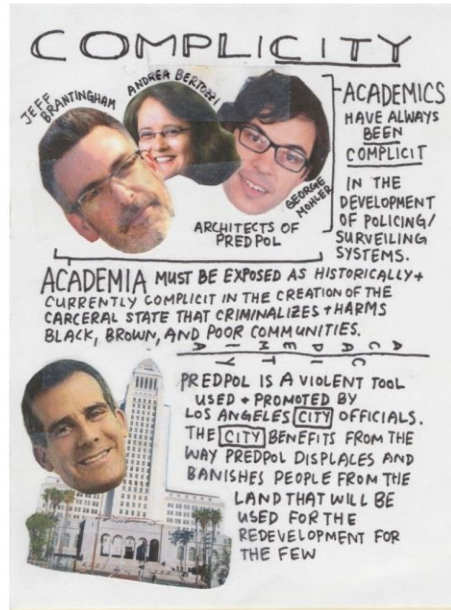 COMPLICITY
JEFF BRANTINGHAM
ANDREA BERTOZZI
GEORGE MOHLER
ARCHITECTS OF
PREDPOL
ACADEMICS
HAVE ALWAYS
BEEN
COMPLICIT
IN THE
DEVELOPMENT
OF POLICING/
SURVEILING
SYSTEMS.
ACADEMIA MUST BE EXPOSED AS HISTORICALLY +
CURRENTLY COMPLICIT IN THE CREATION OF THE
CARCERAL STATE THAT CRIMINALIZES + HARMS
BLACK, BROWN, AND POOR COMMUNITIES.
PREDPOL IS A VIOLENT TOOL
USED + PROMOTED BY
LOS ANGELES CITY OFFICIALS.
THE CITY BENEFITS FROM THE
WAY PREDPOL DISPLALES AND
BANISHES PEOPLE FROM THE
LAND THAT WILL BE
USED FOR THE
REDEVELOPMENT FOR
THE FEW